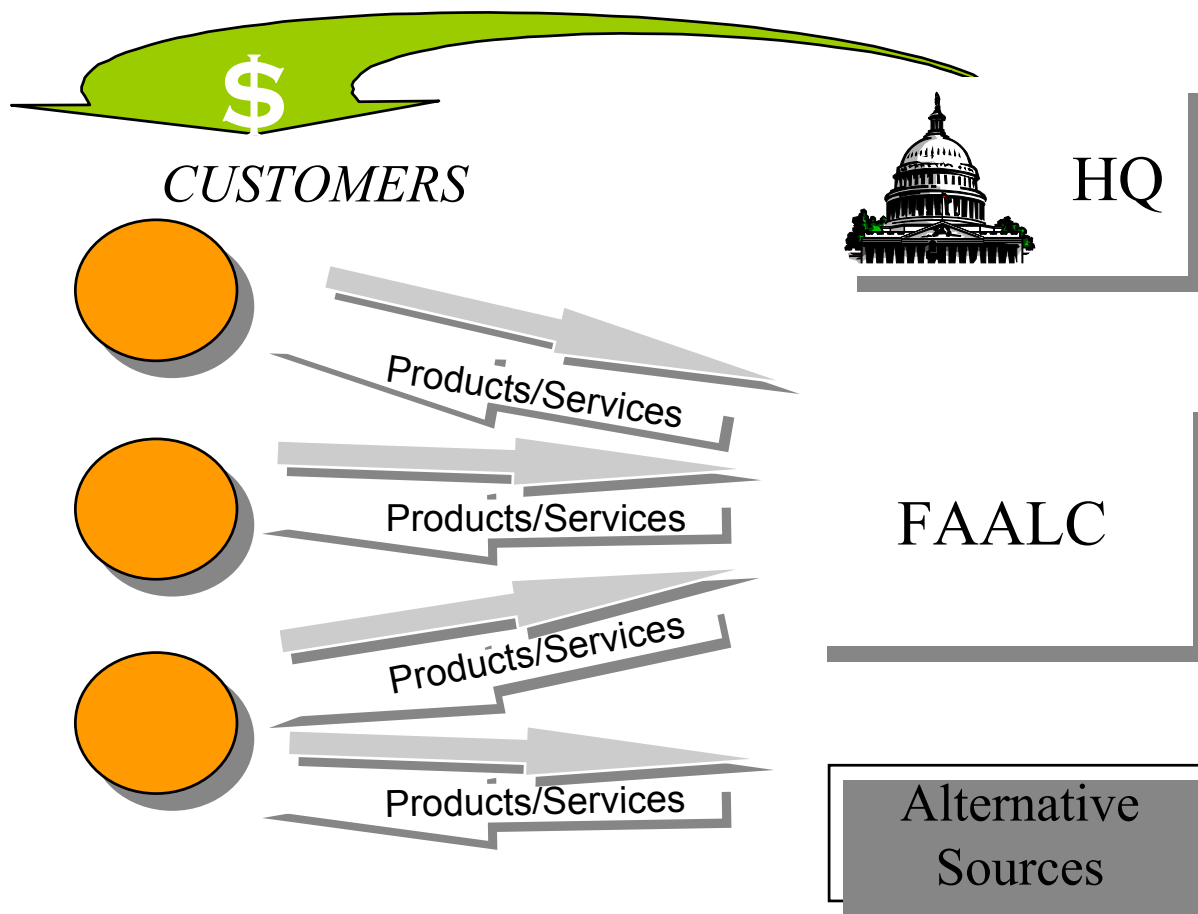 $
CUSTOMERS
HQ
Products/Services
Products/Services
FAALC
Products/Services
Products/Services
Alternative
Sources